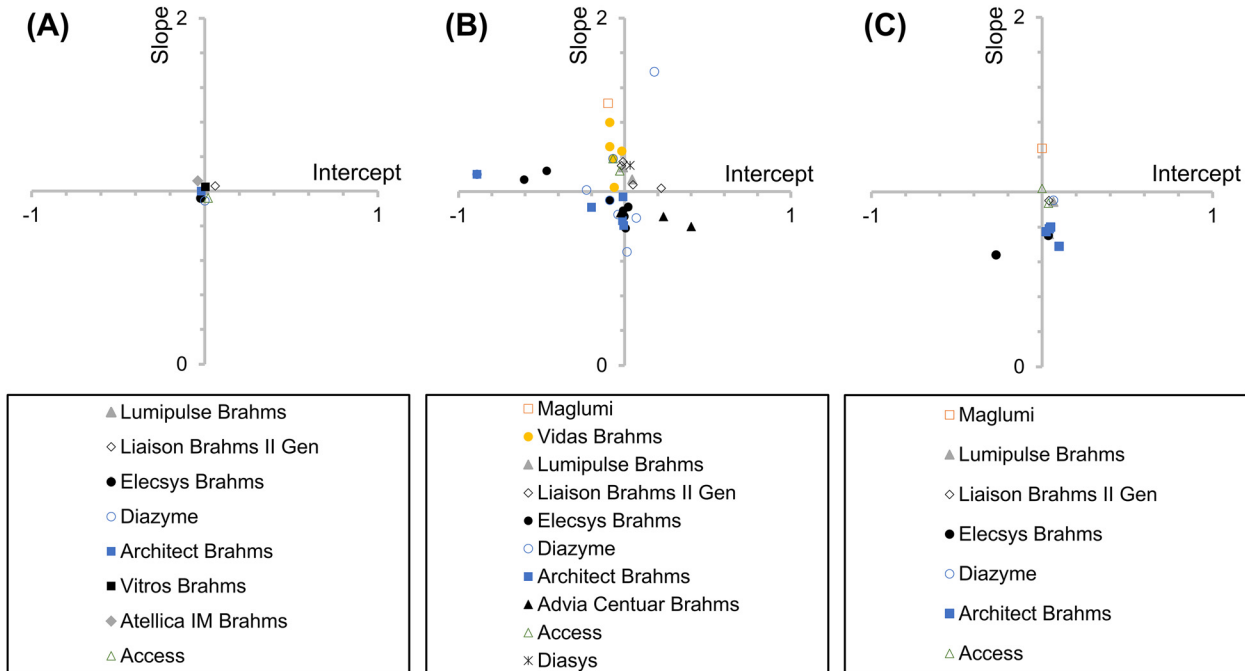 (A)
Slope
2
Intercept
-1
1
0
Lumipulse Brahms
Liaison Brahms II Gen
Elecsys Brahms
Diazyme
Architect Brahms
Vitros Brahms
Atellica IM Brahms
Access
(B)
Slope
2
Intercept
-1
1
0
Maglumi
Vidas Brahms
Lumipulse Brahms
Liaison Brahms II Gen
Elecsys Brahms
Diazyme
Architect Brahms
Advia Centuar Brahms
Access
Diasys
(C)
Slope
2
Intercept
-1
1
0
Maglumi
Lumipulse Brahms
Liaison Brahms II Gen
Elecsys Brahms
Diazyme
Architect Brahms
Access